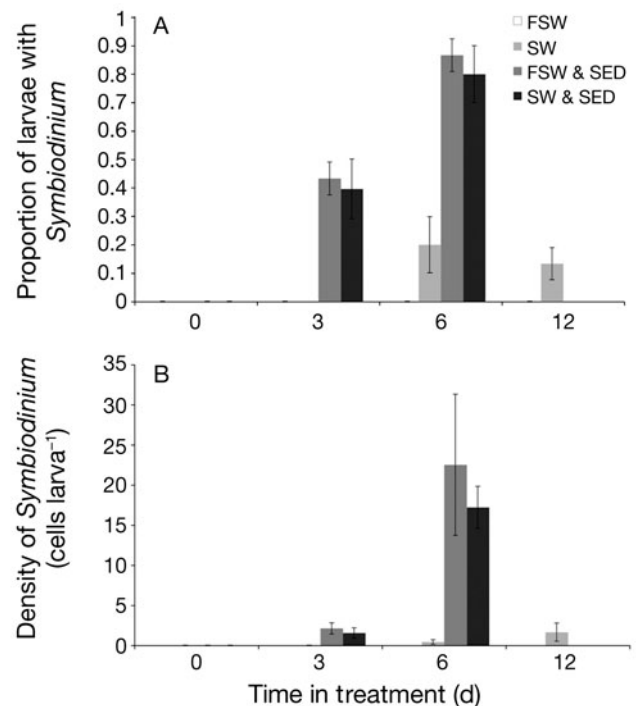 A
FSW
SW
FSW & SED
SW & SED
Proportion of larvae with
Symbiodinium
1
0.9
0.8
0.7
0.6
0.5
0.4
0.3
0.2
0.1
0
0 3 6 12
B
Density of Symbiodinium
(cells larva⁻¹)
35
30
25
20
15
10
5
0
0 3 6 12
Time in treatment (d)